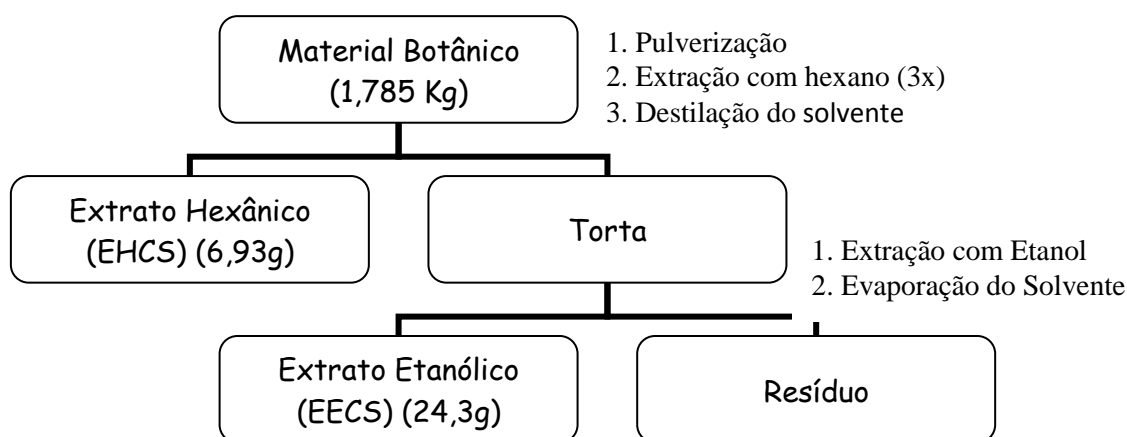 Material Botânico
(1,785 Kg)
1. Pulverização
2. Extração com hexano (3x)
3. Destilação do solvente
Extrato Hexânico
(EHCS) (6,93g)
Torta
1. Extração com Etanol
2. Evaporação do Solvente
Extrato Etanólico
(EECS) (24,3g)
Resíduo